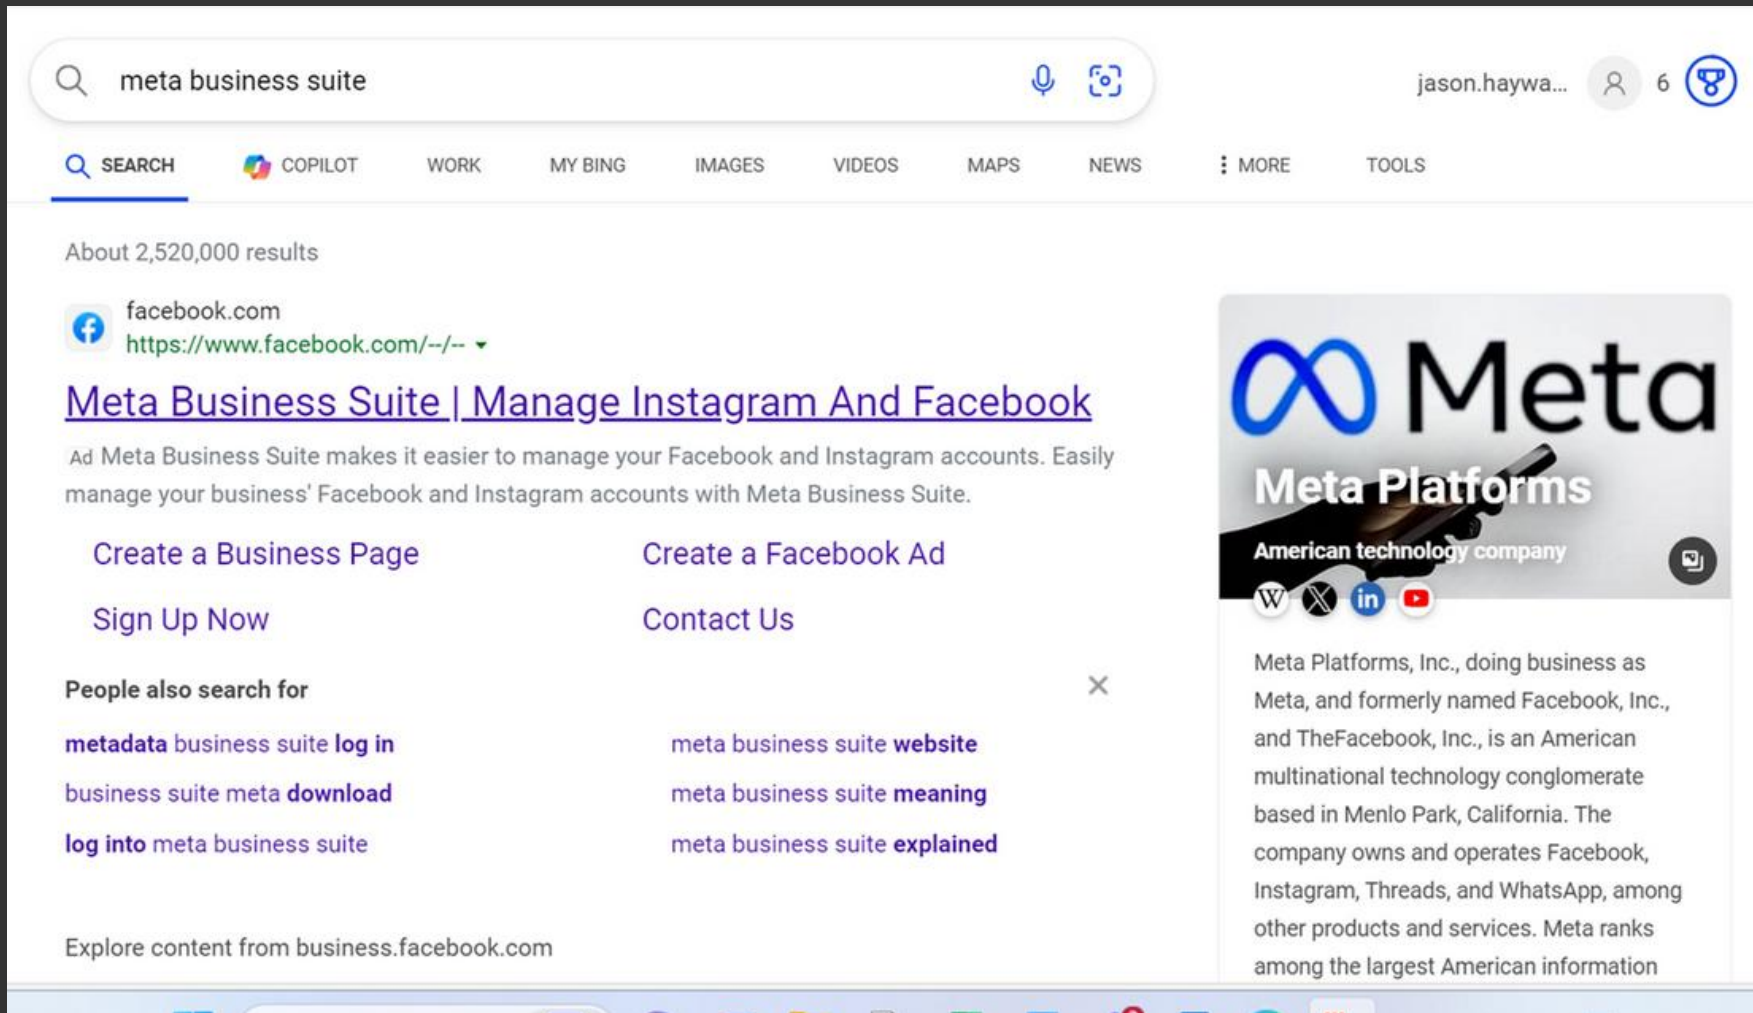 meta business suite
jason.haywa... 6
SEARCH COPILOT WORK MY BING IMAGES VIDEOS MAPS NEWS MORE TOOLS
About 2,520,000 results
facebook.com
https://www.facebook.com/--/--
Meta Business Suite | Manage Instagram And Facebook
Ad Meta Business Suite makes it easier to manage your Facebook and Instagram accounts. Easily
manage your business' Facebook and Instagram accounts with Meta Business Suite.
Create a Business Page Create a Facebook Ad
Sign Up Now Contact Us
People also search for
metadata business suite log in meta business suite website
business suite meta download meta business suite meaning
log into meta business suite meta business suite explained
Explore content from business.facebook.com
Meta
Meta Platforms
American technology company
W X in
Meta Platforms, Inc., doing business as
Meta, and formerly named Facebook, Inc.,
and TheFacebook, Inc., is an American
multinational technology conglomerate
based in Menlo Park, California. The
company owns and operates Facebook,
Instagram, Threads, and WhatsApp, among
other products and services. Meta ranks
among the largest American information